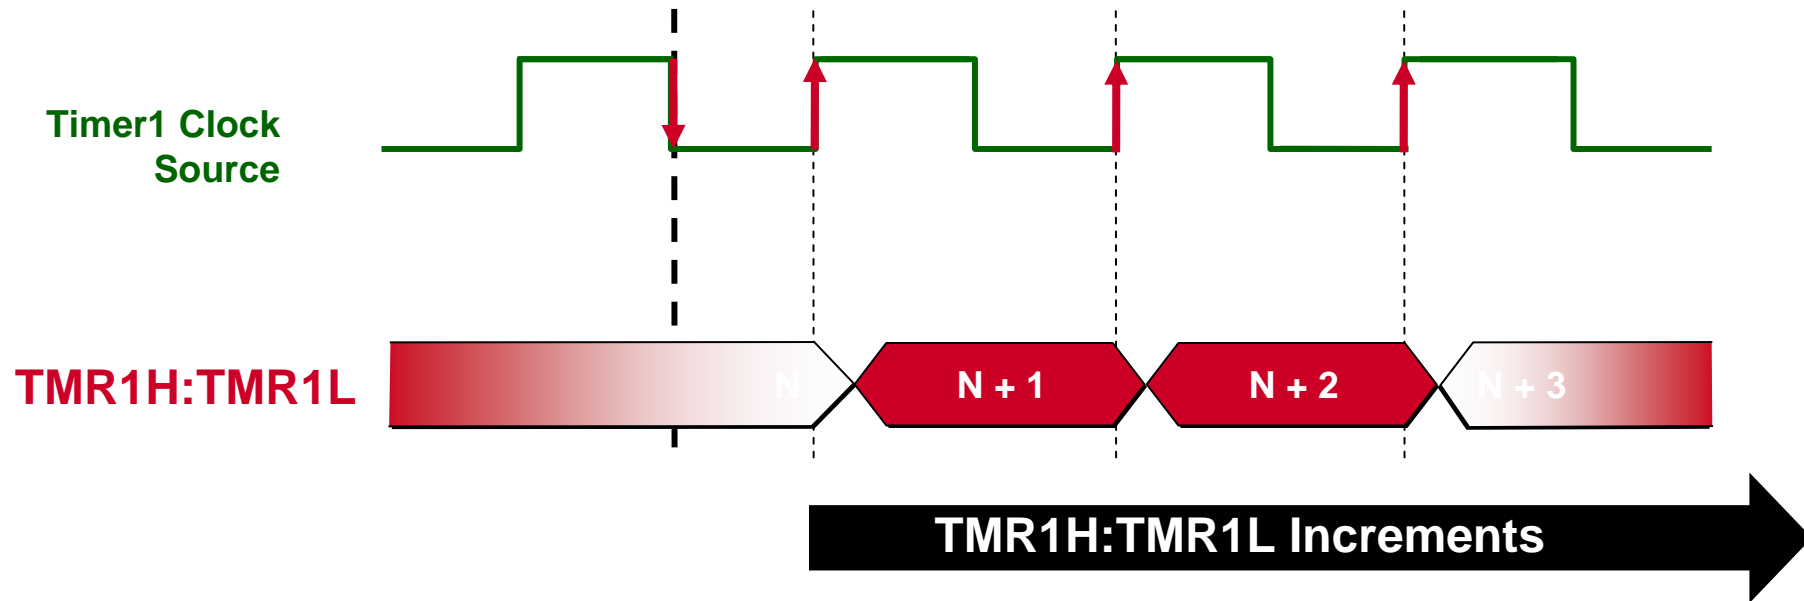 Timer1 Clock
Source
TMR1H:TMR1L
N
N + 1
N + 2
N + 3
TMR1H:TMR1L Increments